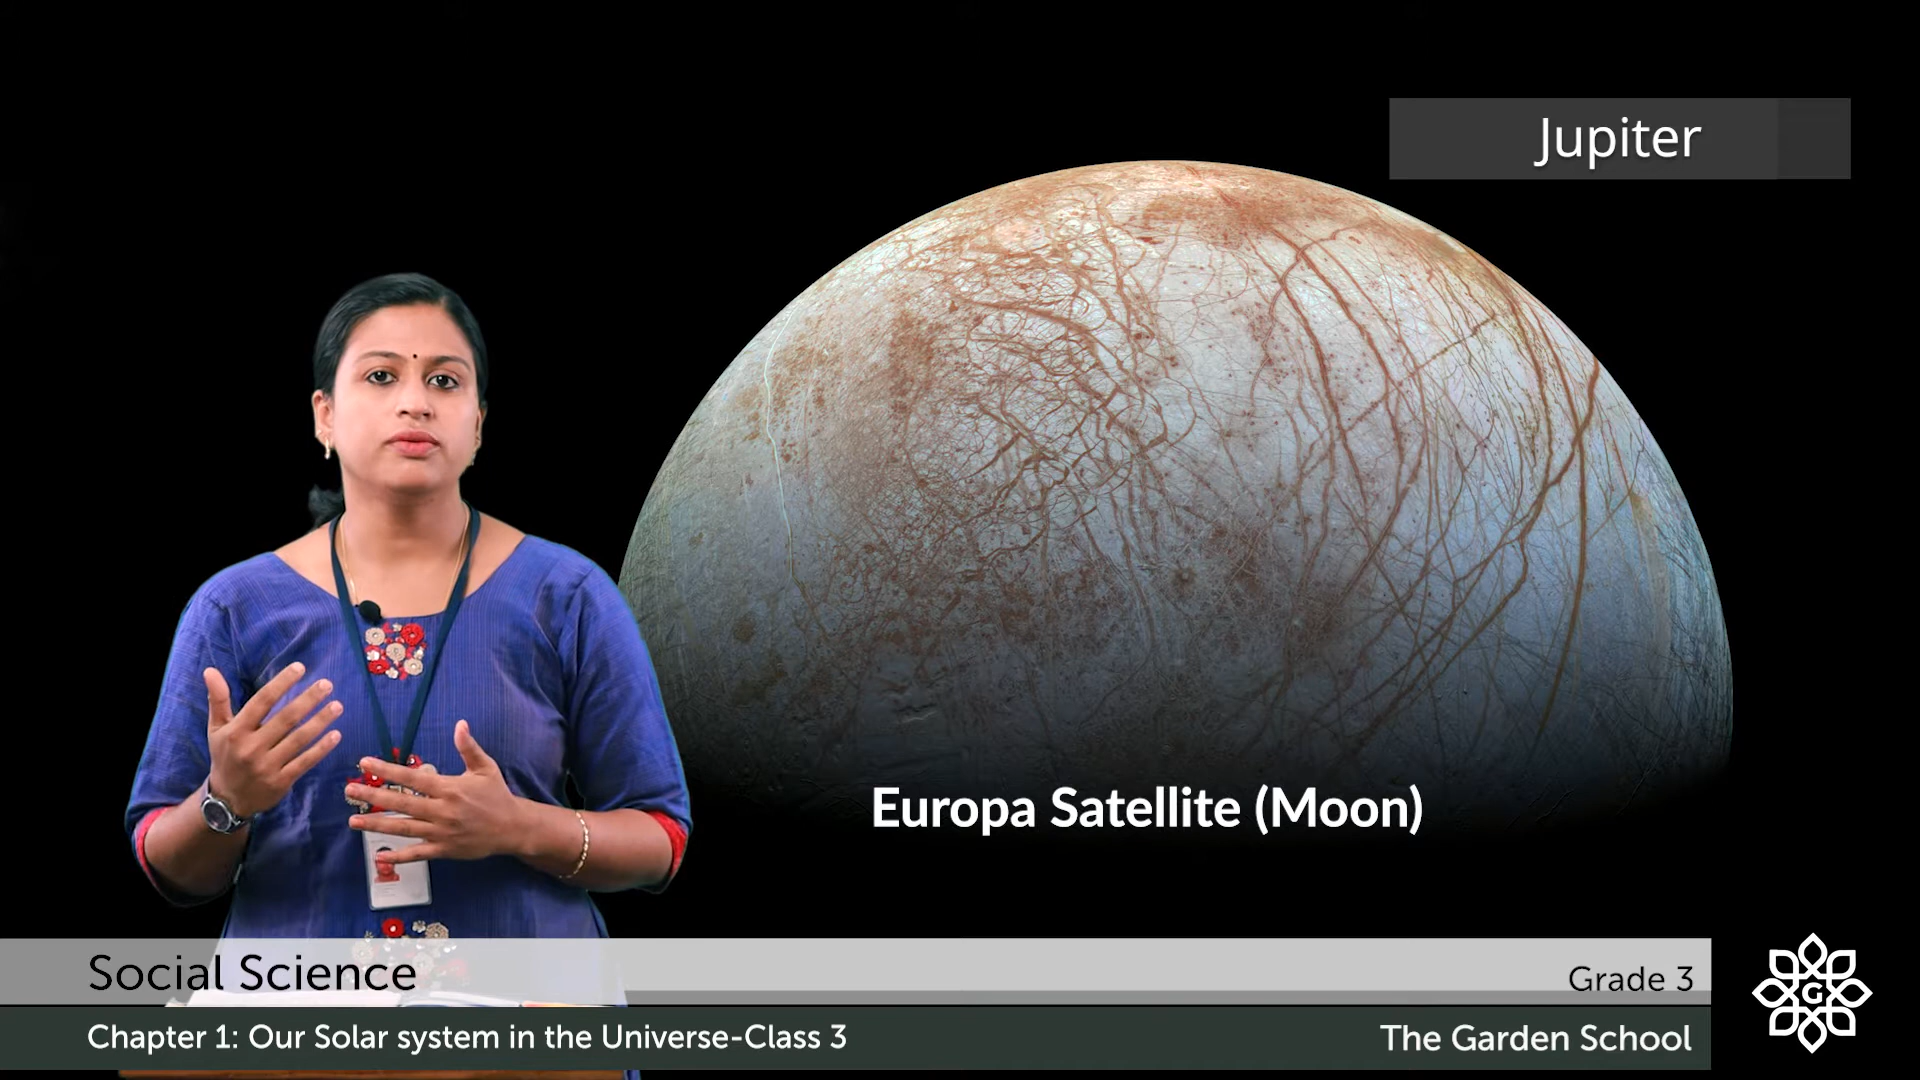 Jupiter
Europa Satellite (Moon)
Social Science
Grade 3
Chapter 1: Our Solar system in the Universe-Class 3
The Garden School
G